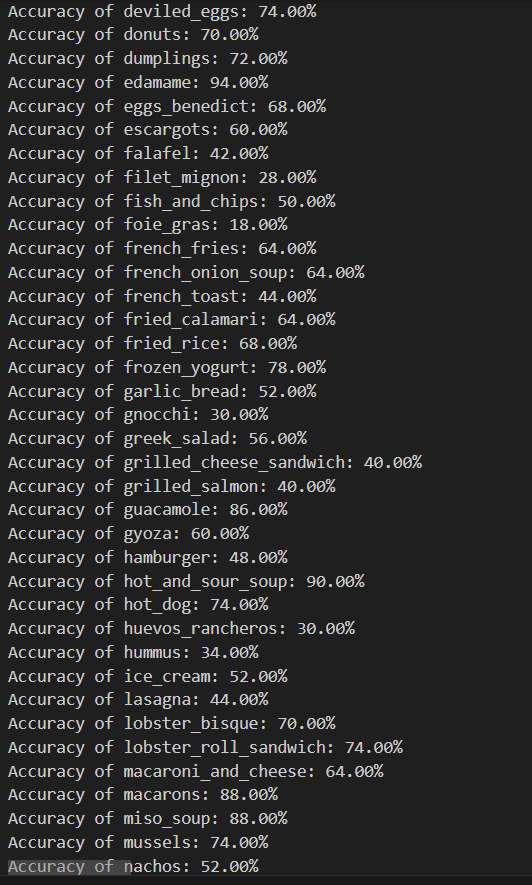 Accuracy of deviled_eggs: 74.00%
Accuracy of donuts: 70.00%
Accuracy of dumplings: 72.00%
Accuracy of edamame: 94.00%
Accuracy of eggs_benedict: 68.00%
Accuracy of escargots: 60.00%
Accuracy of falafel: 42.00%
Accuracy of filet_mignon: 28.00%
Accuracy of fish_and_chips: 50.00%
Accuracy of foie_gras: 18.00%
Accuracy of french_fries: 64.00%
Accuracy of french_onion_soup: 64.00%
Accuracy of french_toast: 44.00%
Accuracy of fried_calamari: 64.00%
Accuracy of fried_rice: 68.00%
Accuracy of frozen_yogurt: 78.00%
Accuracy of garlic_bread: 52.00%
Accuracy of gnocchi: 30.00%
Accuracy of greek_salad: 56.00%
Accuracy of grilled_cheese_sandwich: 40.00%
Accuracy of grilled_salmon: 40.00%
Accuracy of guacamole: 86.00%
Accuracy of gyoza: 60.00%
Accuracy of hamburger: 48.00%
Accuracy of hot_and_sour_soup: 90.00%
Accuracy of hot_dog: 74.00%
Accuracy of huevos_rancheros: 30.00%
Accuracy of hummus: 34.00%
Accuracy of ice_cream: 52.00%
Accuracy of lasagna: 44.00%
Accuracy of lobster_bisque: 70.00%
Accuracy of lobster_roll_sandwich: 74.00%
Accuracy of macaroni_and_cheese: 64.00%
Accuracy of macarons: 88.00%
Accuracy of miso_soup: 88.00%
Accuracy of mussels: 74.00%
Accuracy of nachos: 52.00%